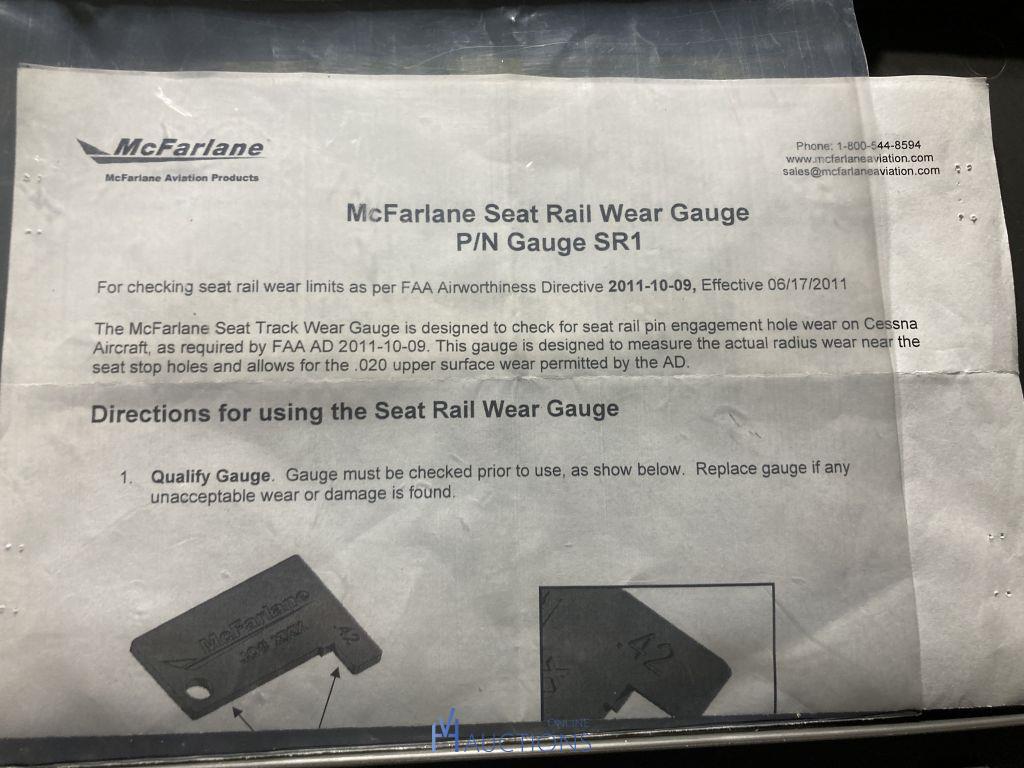 McFarlane
McFarlane Aviation Products
Phone: 1-800-544-8594
www.mcfarlaneaviation.com
sales@mcfarlaneaviation.com
McFarlane Seat Rail Wear Gauge
P/N Gauge SR1
For checking seat rail wear limits as per FAA Airworthiness Directive 2011-10-09, Effective 06/17/2011
The McFarlane Seat Track Wear Gauge is designed to check for seat rail pin engagement hole wear on Cessna
Aircraft, as required by FAA AD 2011-10-09. This gauge is designed to measure the actual radius wear near the
seat stop holes and allows for the .020 upper surface wear permitted by the AD.
Directions for using the Seat Rail Wear Gauge
1. Qualify Gauge. Gauge must be checked prior to use, as show below. Replace gauge if any
unacceptable wear or damage is found.
McFarlane
.42
.42
ONLINE
AUCTIONS